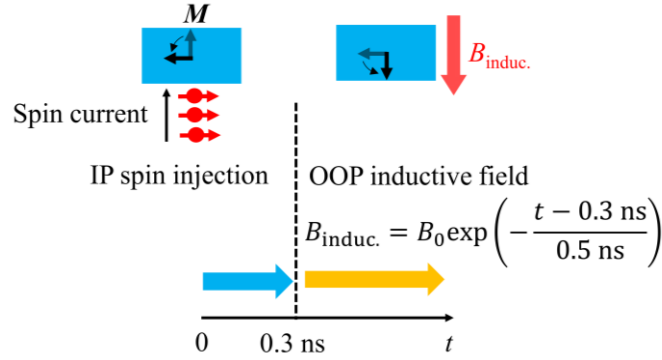 M
B_induc.
Spin current
IP spin injection
OOP inductive field
B_induc. = B_0 exp(−(t − 0.3 ns)/(0.5 ns))
0
0.3 ns
t